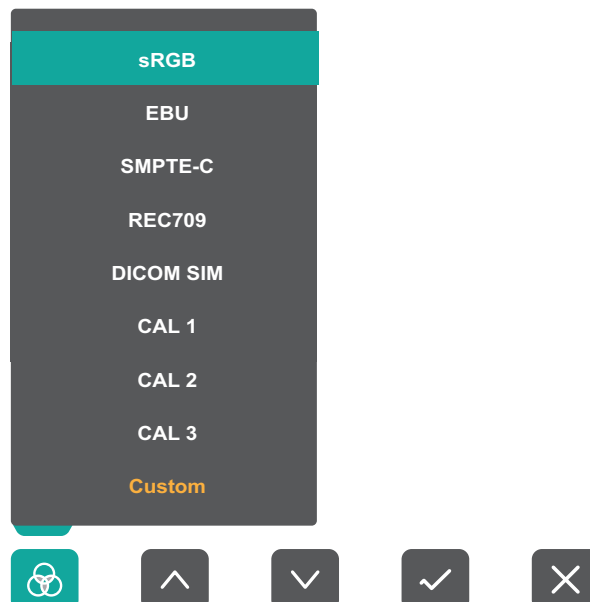 sRGB
EBU
SMPTE-C
REC709
DICOM SIM
CAL 1
CAL 2
CAL 3
Custom